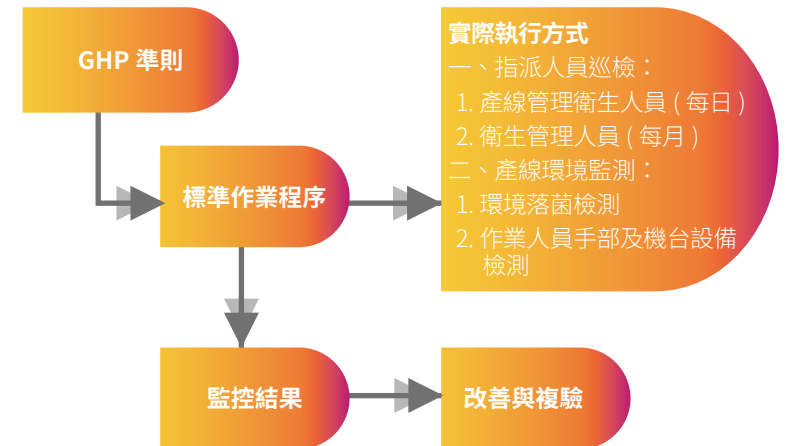 GHP 準則
實際執行方式
一、指派人員巡檢：
1. 產線管理衛生人員 ( 每日 )
2. 衛生管理人員 ( 每月 )
二、產線環境監測：
1. 環境落菌檢測
2. 作業人員手部及機台設備
檢測
標準作業程序
監控結果
改善與複驗